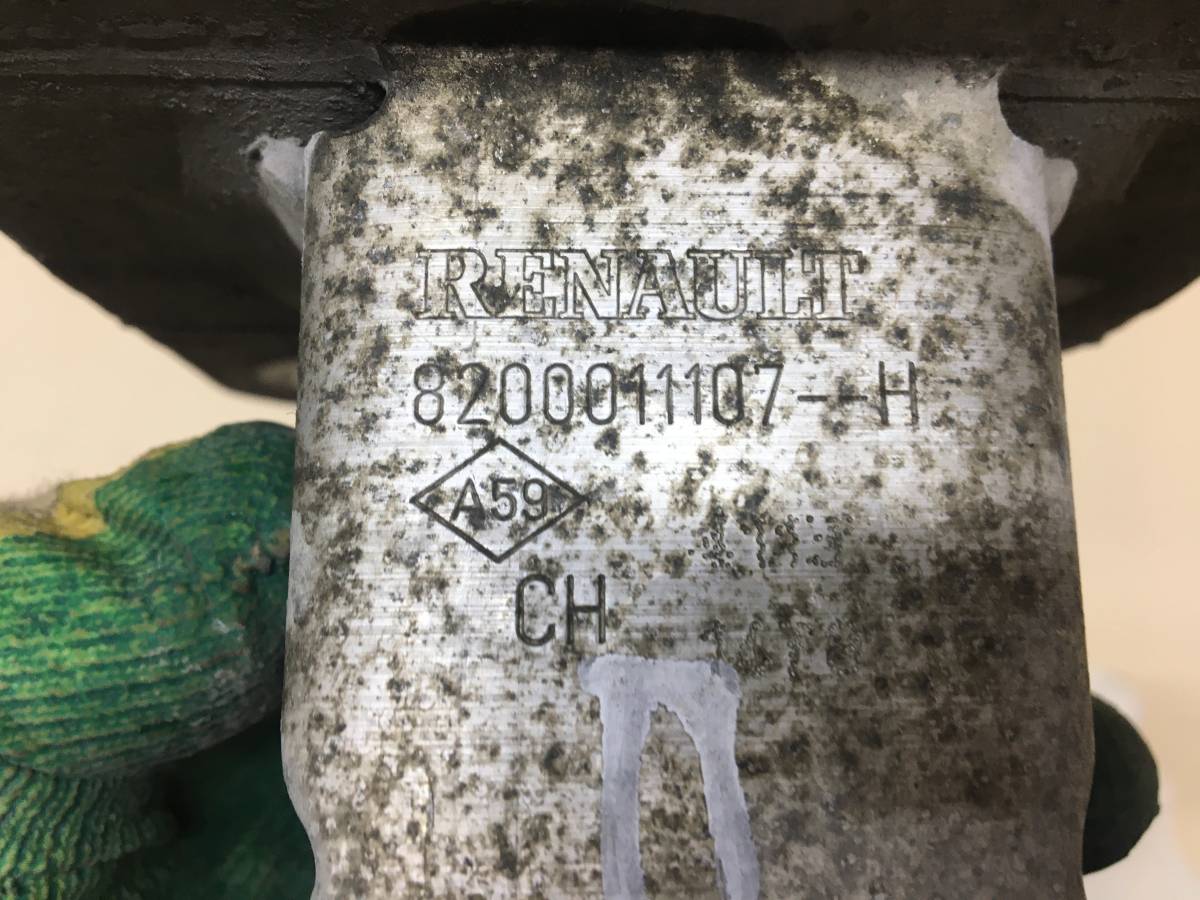 RENAULT
8200011107--H
A59
CH